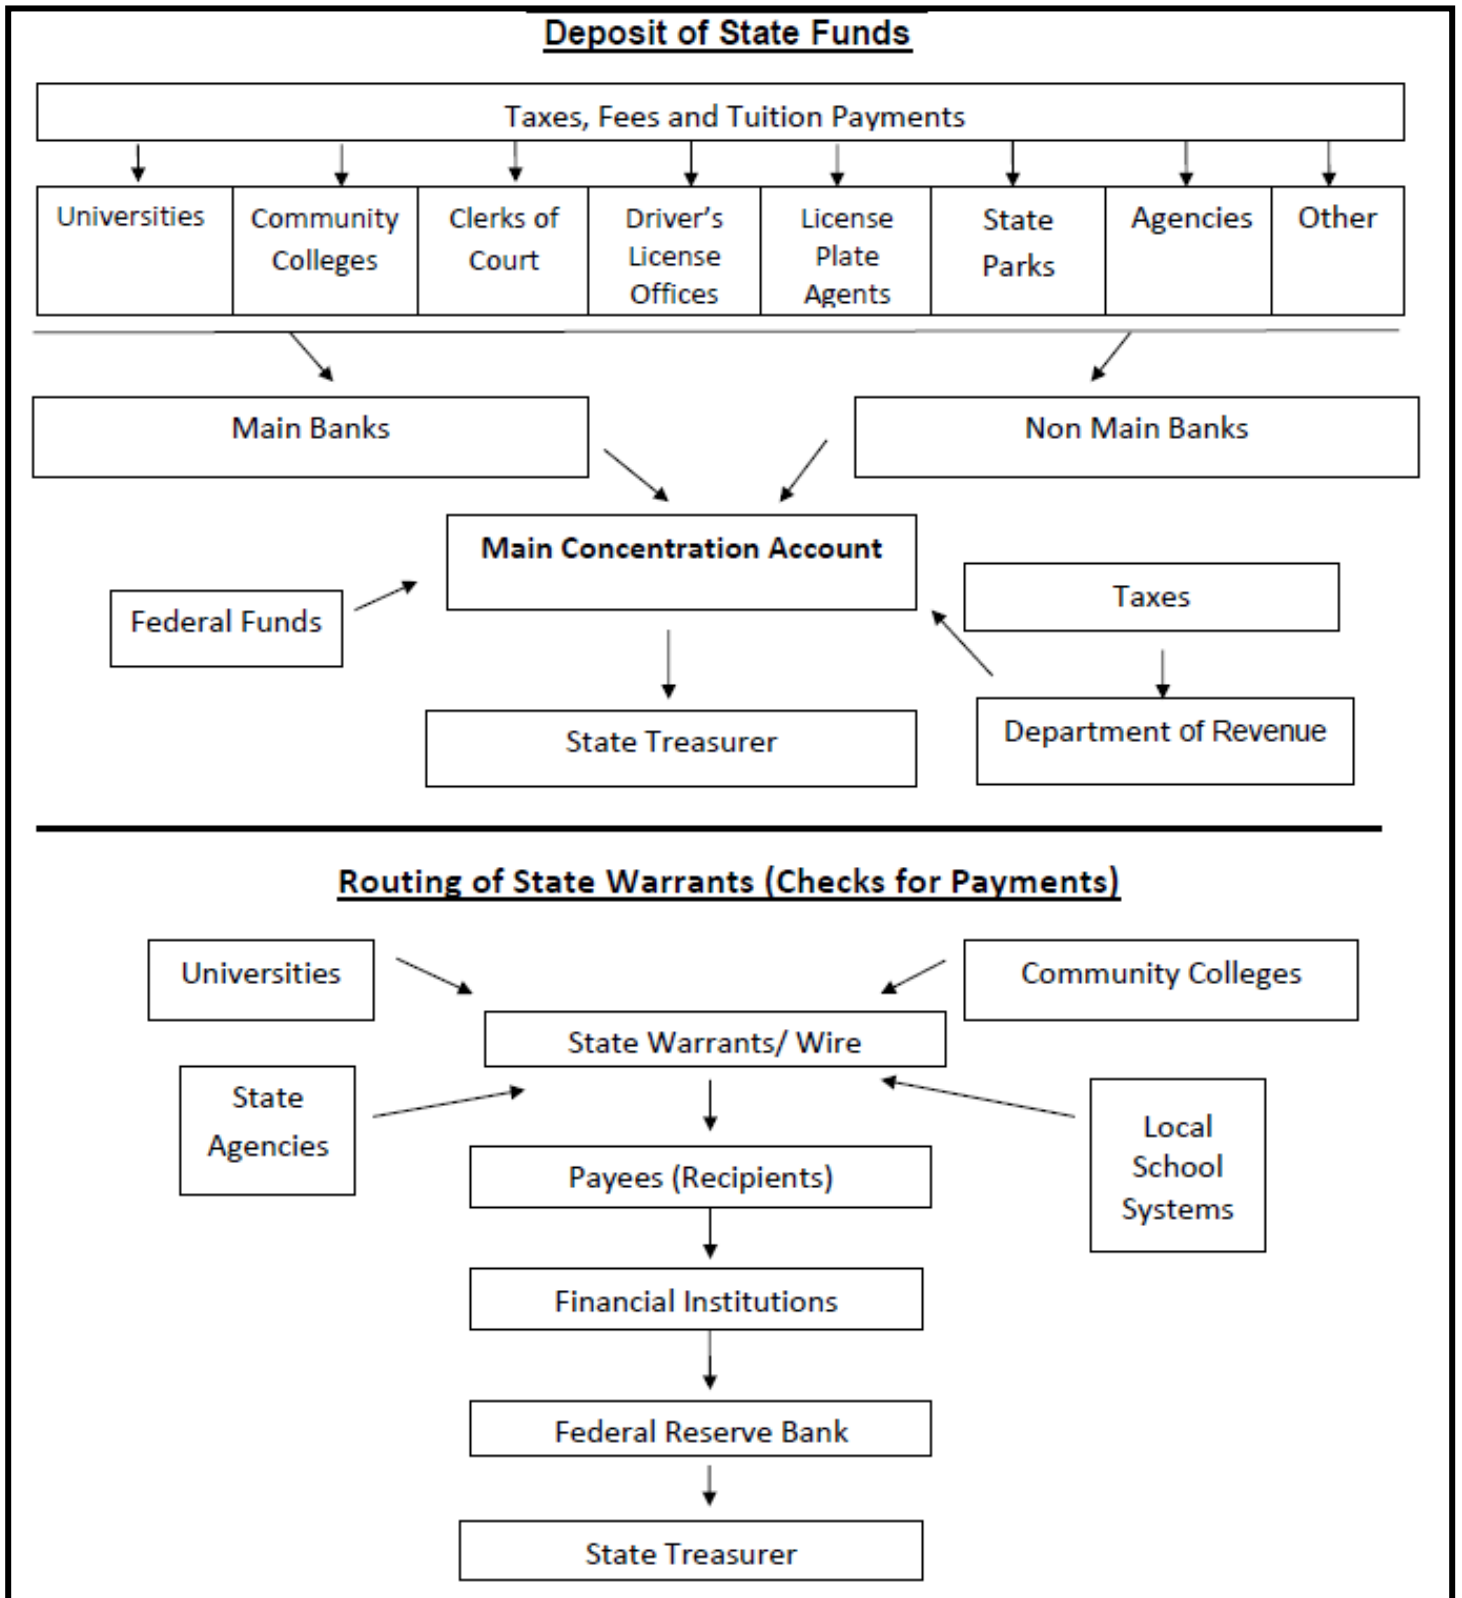 Deposit of State Funds
Taxes, Fees and Tuition Payments
Universities
Community
Colleges
Clerks of
Court
Driver's
License
Offices
License
Plate
Agents
State
Parks
Agencies
Other
Main Banks
Non Main Banks
Main Concentration Account
Federal Funds
Taxes
State Treasurer
Department of Revenue
Routing of State Warrants (Checks for Payments)
Universities
Community Colleges
State Warrants/ Wire
State
Agencies
Local
School
Systems
Payees (Recipients)
Financial Institutions
Federal Reserve Bank
State Treasurer